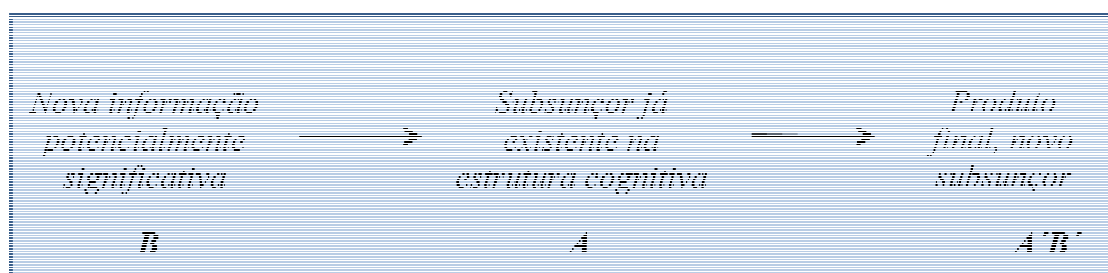 Nova informação
potencialmente
significativa
R
Subsunçor já
existente na
estrutura cognitiva
A
Produto
final, novo
subsunçor
A´R´